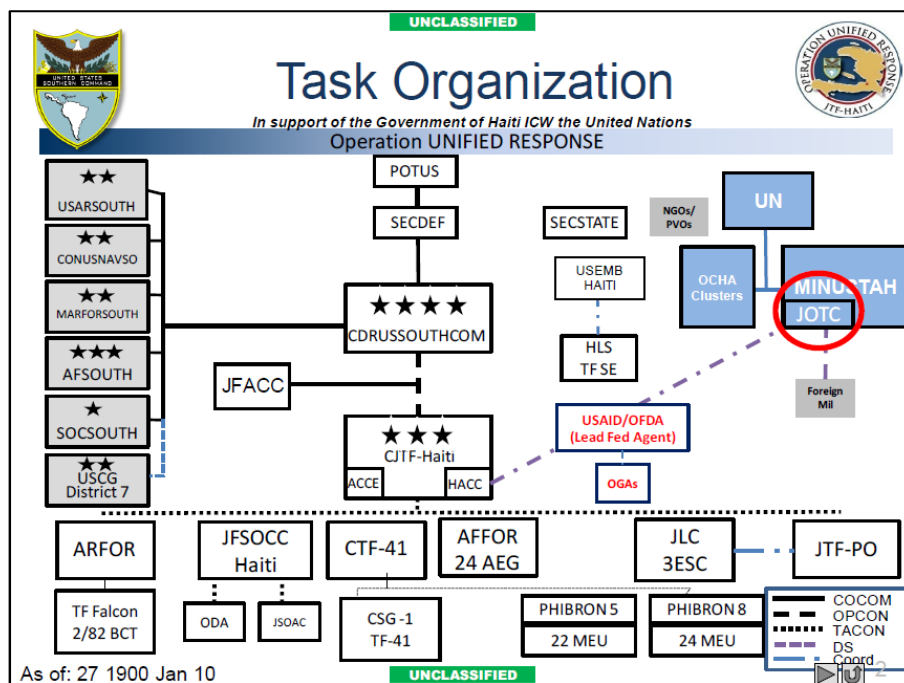 UNCLASSIFIED
UNITED STATES
SOUTHERN COMMAND
OPERATION UNIFIED RESPONSE
JTF-HAITI
Task Organization
In support of the Government of Haiti ICW the United Nations
Operation UNIFIED RESPONSE
USARSOUTH
CONUSNAVSO
MARFORSOUTH
AFSOUTH
SOCSOUTH
USCG
District 7
POTUS
SECDEF
CDRUSSOUTHCOM
JFACC
CJTF-Haiti
ACCE
HACC
SECSTATE
USEMB
HAITI
HLS
TF SE
USAID/OFDA
(Lead Fed Agent)
OGAs
NGOs/
PVOs
UN
OCHA
Clusters
MINUSTAH
JOTC
Foreign
Mil
ARFOR
TF Falcon
2/82 BCT
JFSOCC
Haiti
ODA
JSOAC
CTF-41
CSG -1
TF-41
AFFOR
24 AEG
PHIBRON 5
22 MEU
PHIBRON 8
24 MEU
JLC
3ESC
JTF-PO
COCOM
OPCON
TACON
DS
Coord
As of: 27 1900 Jan 10
UNCLASSIFIED
2